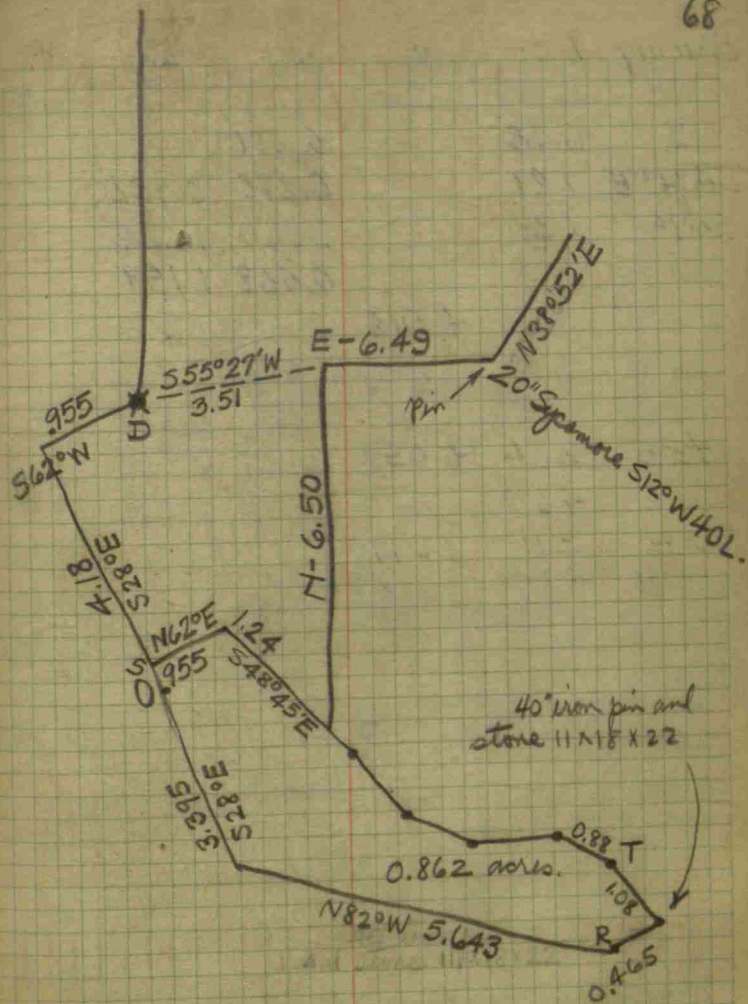 68
N38°52'E
E-6.49
S55°27'W
3.51
pin
20" Sycamore S12°W 40L.
.955
A
S62°W
N-6.50
S28°E
4.18
N62°E
.955
1.24
S48°45'E
S
O
40" iron pin and
stone 11 x 18 x 22
S28°E
3.395
0.88
T
0.862 acres.
1.08
N82°W 5.643
R
0.465